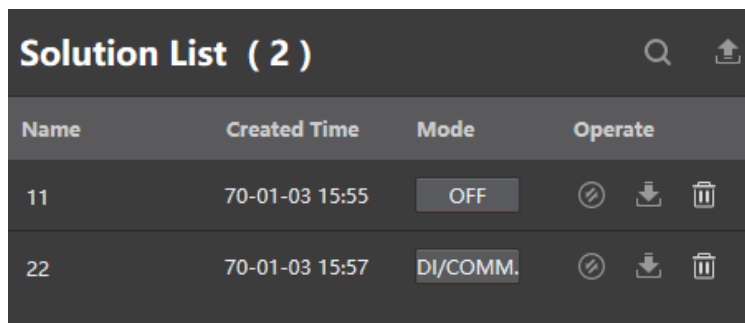 Solution List ( 2 )
Name Created Time Mode Operate
11 70-01-03 15:55 OFF
22 70-01-03 15:57 DI/COMM.